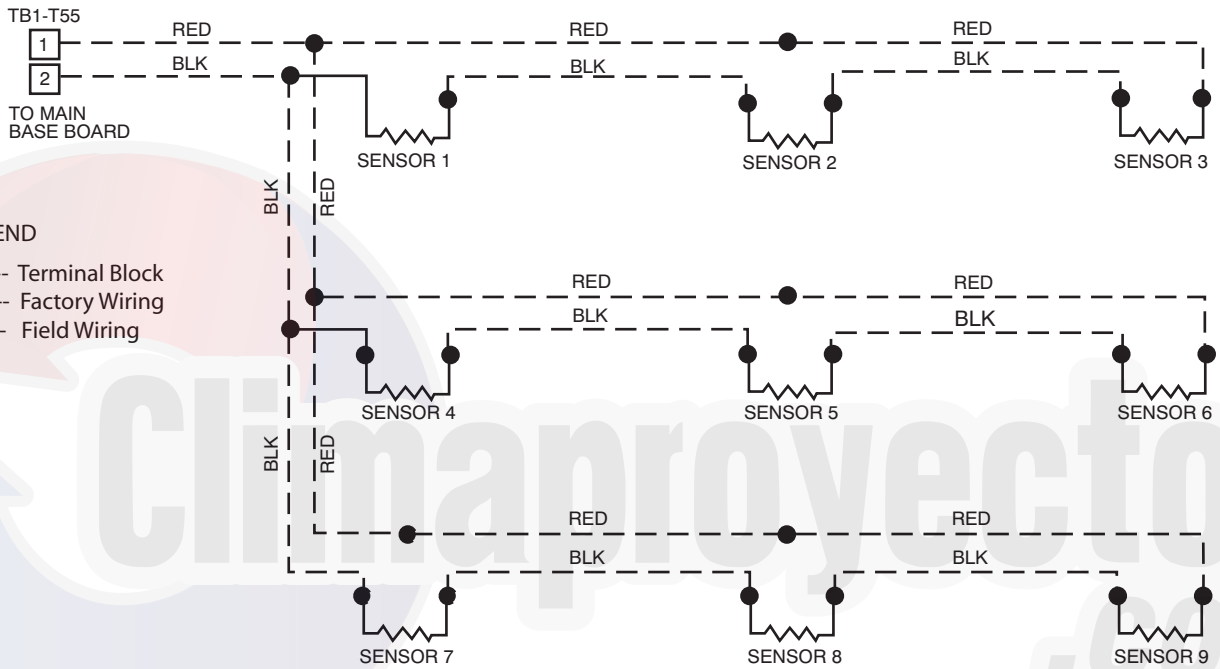 TB1-T55
1
RED
RED
RED
2
BLK
BLK
BLK
TO MAIN
BASE BOARD
SENSOR 1
SENSOR 2
SENSOR 3
BLK
RED
END
-- Terminal Block
-- Factory Wiring
- Field Wiring
RED
RED
BLK
BLK
SENSOR 4
SENSOR 5
SENSOR 6
BLK
RED
Climaproyecto
.co
RED
RED
BLK
BLK
SENSOR 7
SENSOR 8
SENSOR 9